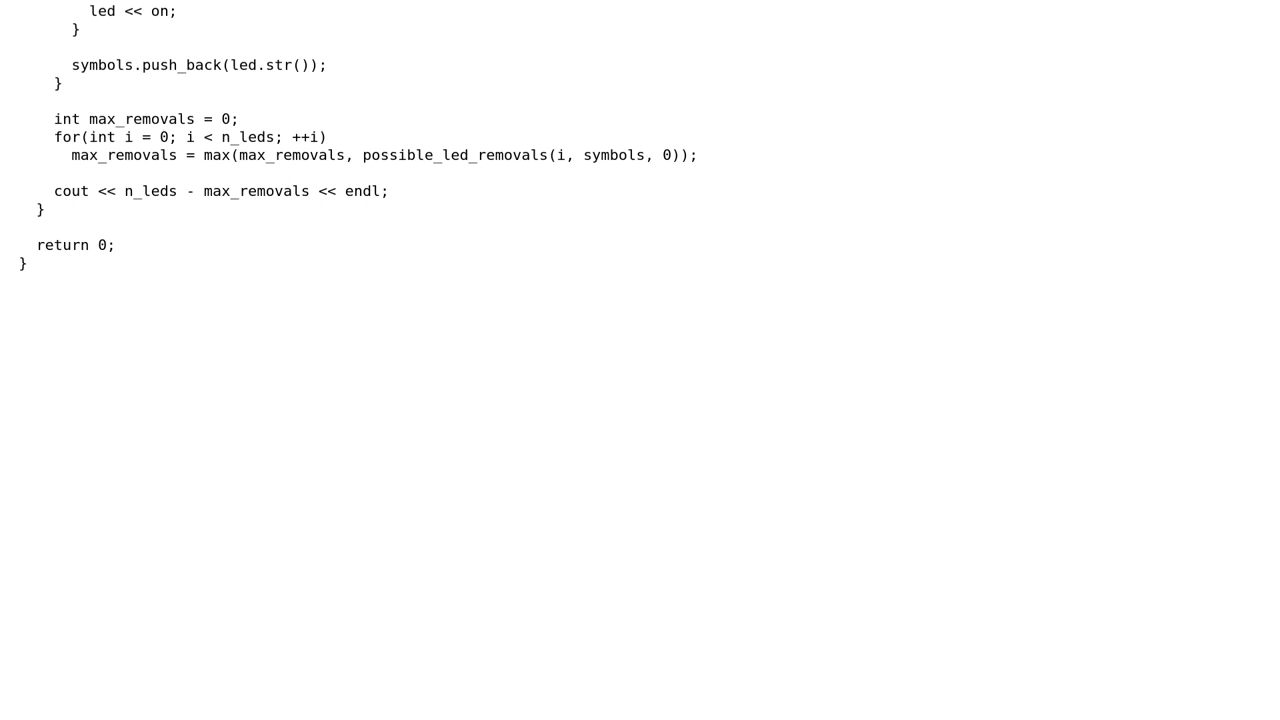 led << on;
      }

      symbols.push_back(led.str());
    }

    int max_removals = 0;
    for(int i = 0; i < n_leds; ++i)
      max_removals = max(max_removals, possible_led_removals(i, symbols, 0));

    cout << n_leds - max_removals << endl;
  }

  return 0;
}